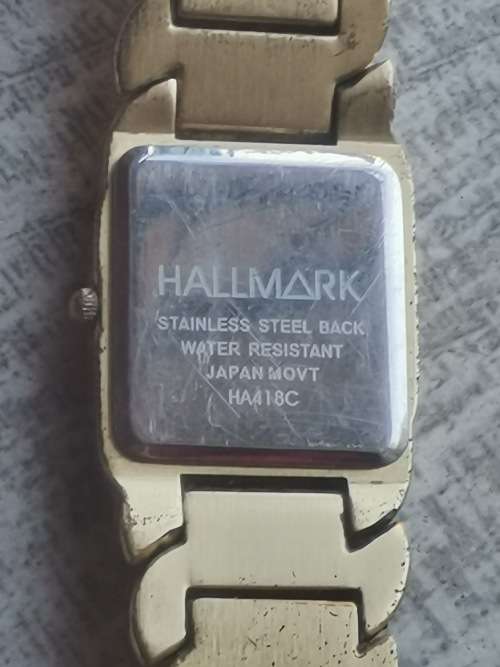 HALLMARK
STAINLESS STEEL BACK
WATER RESISTANT
JAPAN MOVT
HA418C